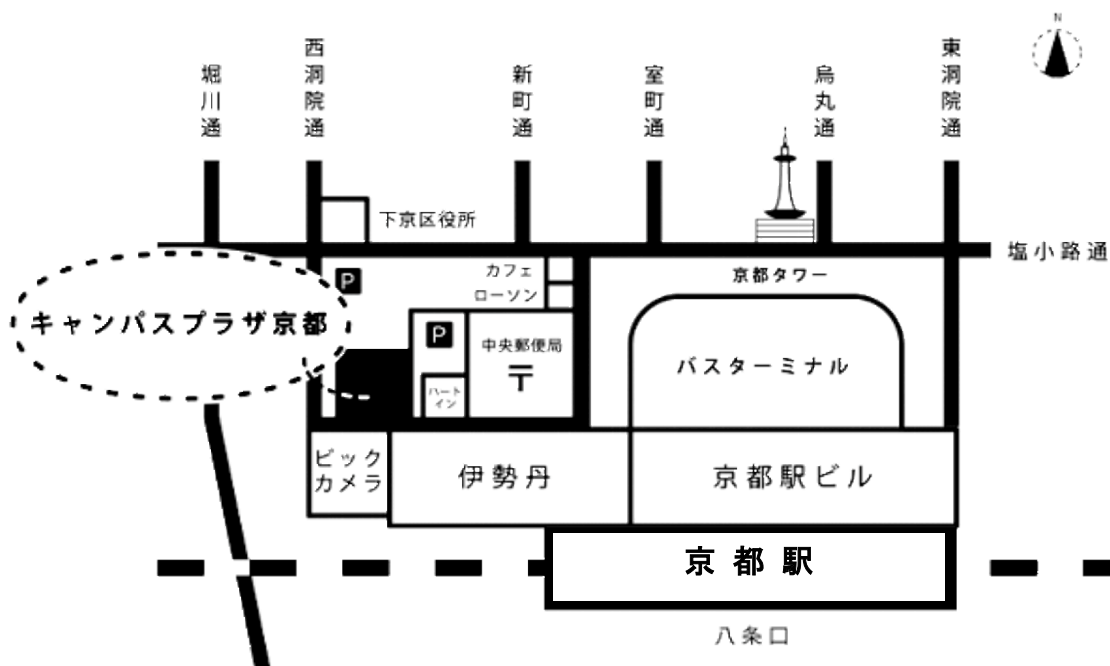 N
堀川通
西洞院通
新町通
室町通
烏丸通
東洞院通
下京区役所
塩小路通
P
カフェ
ローソン
京都タワー
キャンパスプラザ京都
P
中央郵便局
〒
ハート
イン
バスターミナル
ビック
カメラ
伊勢丹
京都駅ビル
京都駅
八条口